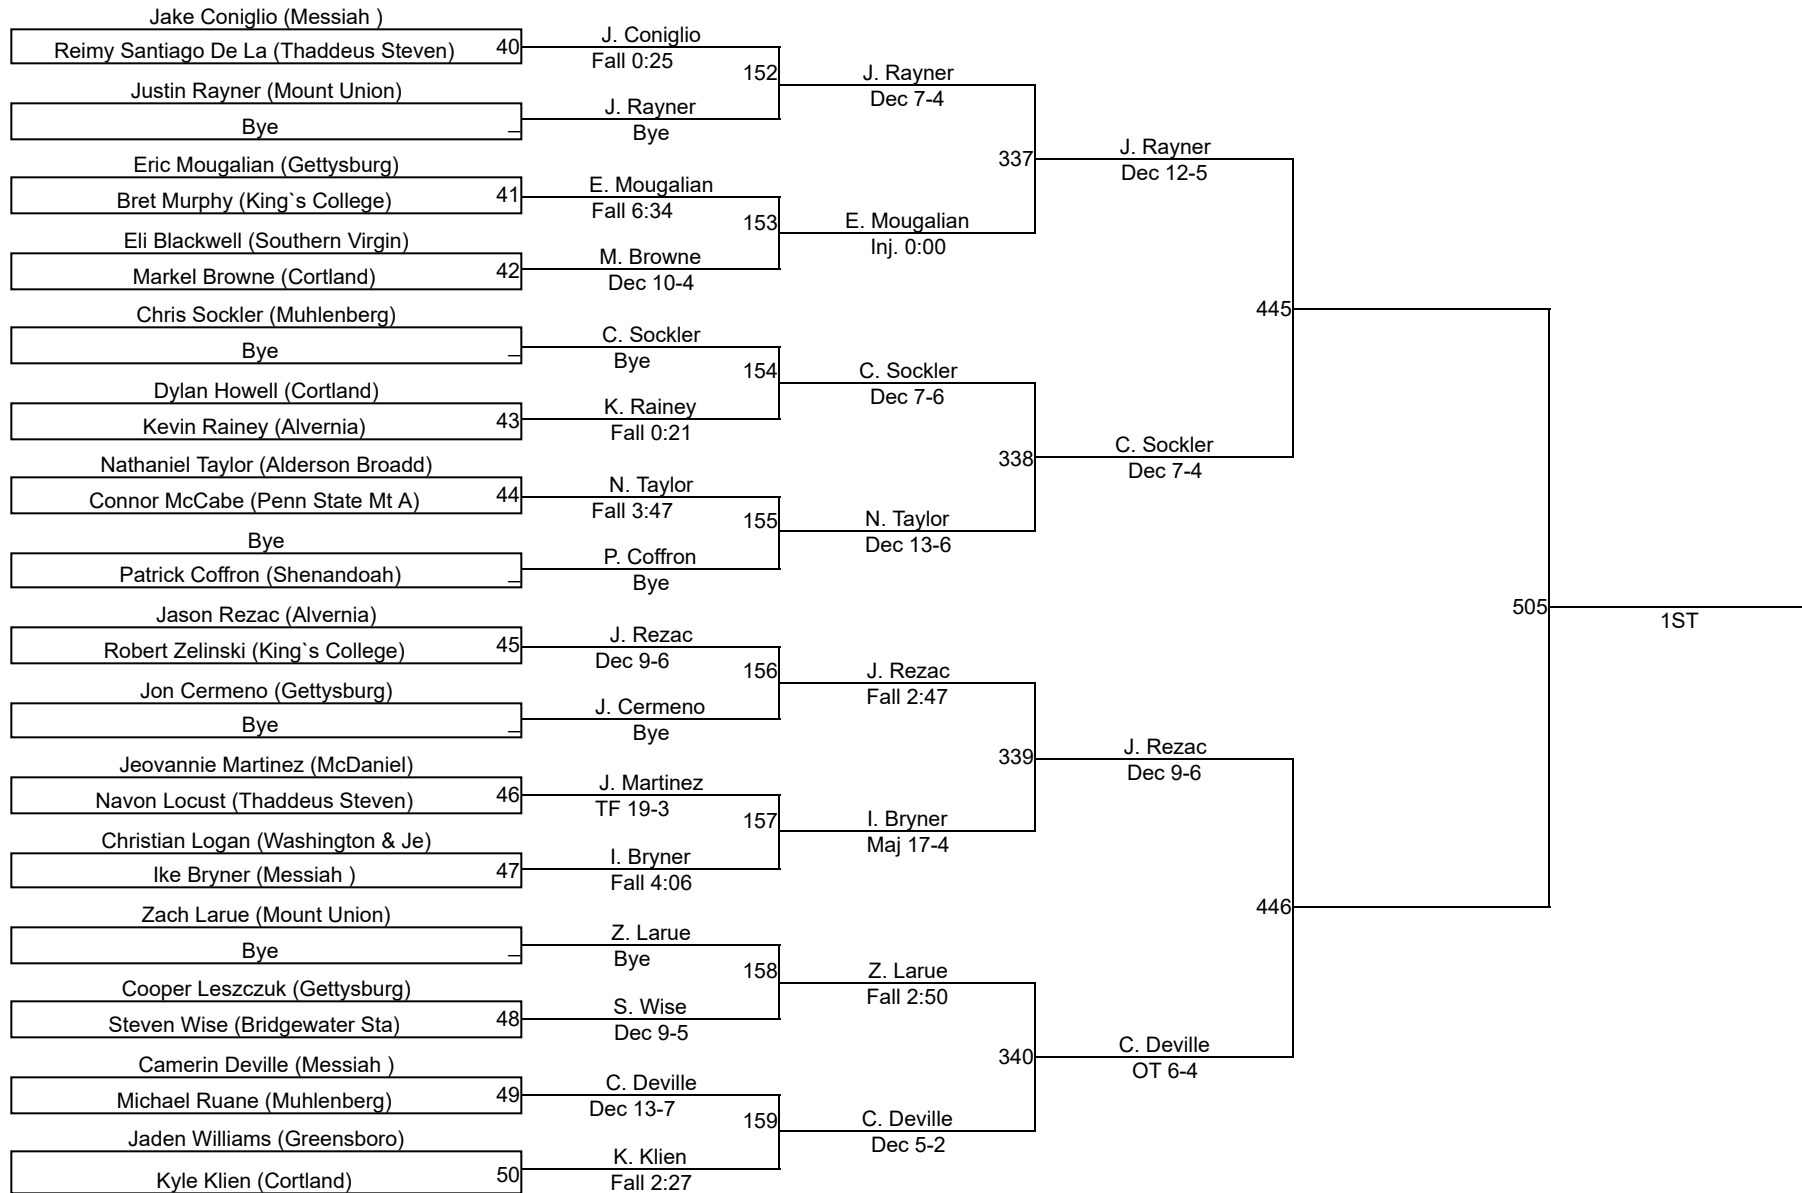 Jake Coniglio (Messiah )
Reimy Santiago De La (Thaddeus Steven) 40
Justin Rayner (Mount Union)
Bye _
Eric Mougalian (Gettysburg)
Bret Murphy (King`s College) 41
Eli Blackwell (Southern Virgin)
Markel Browne (Cortland) 42
Chris Sockler (Muhlenberg)
Bye _
Dylan Howell (Cortland)
Kevin Rainey (Alvernia) 43
Nathaniel Taylor (Alderson Broadd)
Connor McCabe (Penn State Mt A) 44
Bye
Patrick Coffron (Shenandoah) _
Jason Rezac (Alvernia)
Robert Zelinski (King`s College) 45
Jon Cermeno (Gettysburg)
Bye _
Jeovannie Martinez (McDaniel)
Navon Locust (Thaddeus Steven) 46
Christian Logan (Washington & Je)
Ike Bryner (Messiah ) 47
Zach Larue (Mount Union)
Bye _
Cooper Leszczuk (Gettysburg)
Steven Wise (Bridgewater Sta) 48
Camerin Deville (Messiah )
Michael Ruane (Muhlenberg) 49
Jaden Williams (Greensboro)
Kyle Klien (Cortland) 50
J. Coniglio
Fall 0:25
152
J. Rayner
Bye
E. Mougalian
Fall 6:34
153
M. Browne
Dec 10-4
C. Sockler
Bye
154
K. Rainey
Fall 0:21
N. Taylor
Fall 3:47
155
P. Coffron
Bye
J. Rezac
Dec 9-6
156
J. Cermeno
Bye
J. Martinez
TF 19-3
157
I. Bryner
Fall 4:06
Z. Larue
Bye
158
S. Wise
Dec 9-5
C. Deville
Dec 13-7
159
K. Klien
Fall 2:27
J. Rayner
Dec 7-4
337
E. Mougalian
Inj. 0:00
C. Sockler
Dec 7-6
338
N. Taylor
Dec 13-6
J. Rezac
Fall 2:47
339
I. Bryner
Maj 17-4
Z. Larue
Fall 2:50
340
C. Deville
Dec 5-2
J. Rayner
Dec 12-5
445
C. Sockler
Dec 7-4
J. Rezac
Dec 9-6
446
C. Deville
OT 6-4
505
1ST